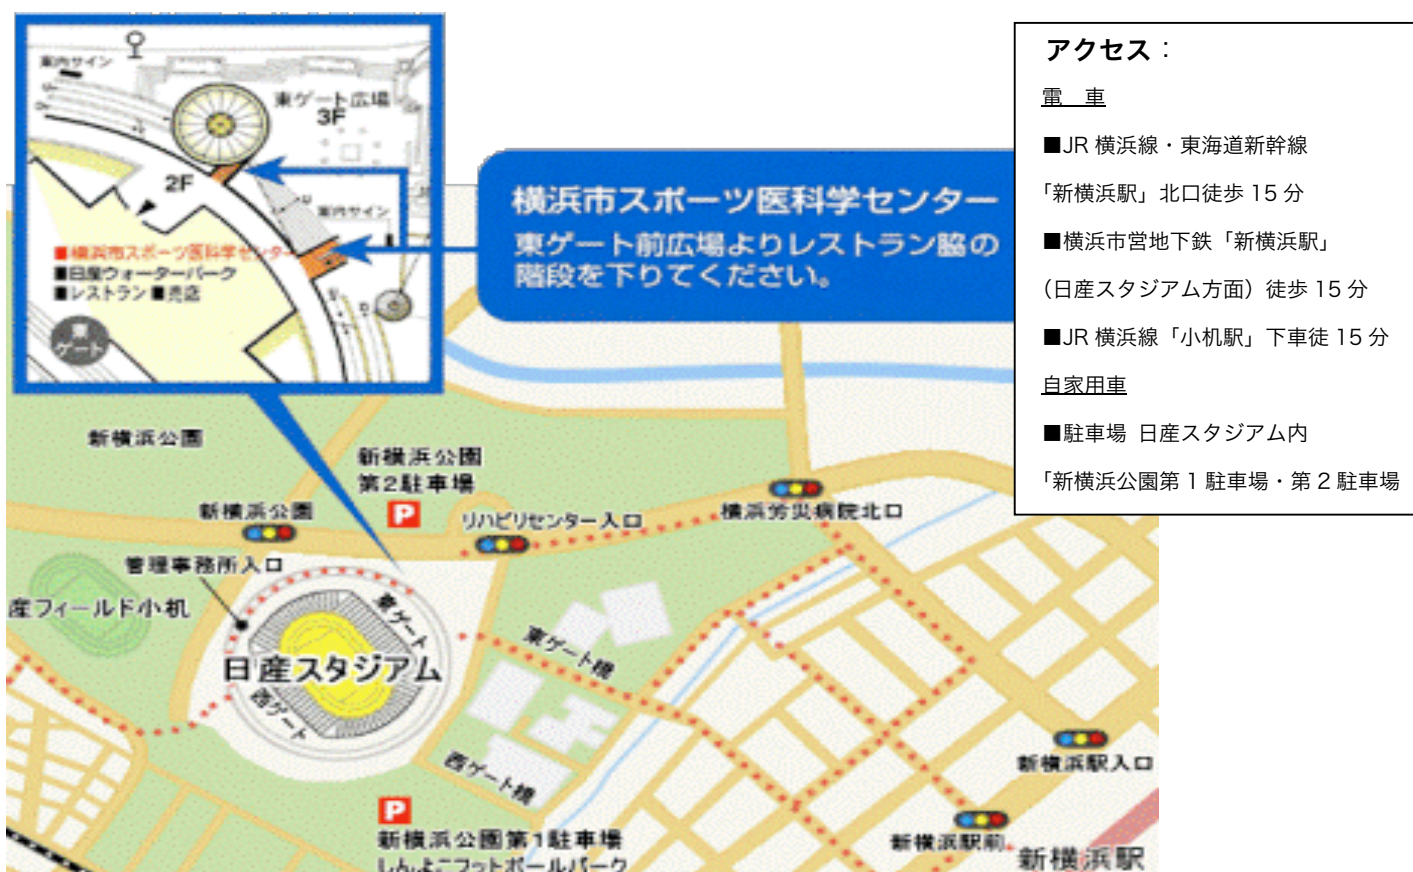 案内サイン
東ゲート広場
3F
2F
案内サイン
■横浜市スポーツ医科学センター
■日産ウォーターパーク
■レストラン ■売店
東
ゲート
横浜市スポーツ医科学センター
東ゲート前広場よりレストラン脇の
階段を下りてください。
アクセス：
電　車
■JR 横浜線・東海道新幹線
「新横浜駅」北口徒歩 15 分
■横浜市営地下鉄「新横浜駅」
（日産スタジアム方面）徒歩 15 分
■JR 横浜線「小机駅」下車徒 15 分
自家用車
■駐車場 日産スタジアム内
「新横浜公園第 1 駐車場・第 2 駐車場
新横浜公園
新横浜公園
第2駐車場
P
新横浜公園
リハビリセンター入口
横浜労災病院北口
管理事務所入口
産フィールド小机
東ゲート
日産スタジアム
西ゲート
東ゲート橋
西ゲート橋
新横浜駅入口
P
新横浜公園第1駐車場
しんよこフットボールパーク
新横浜駅前
新横浜駅